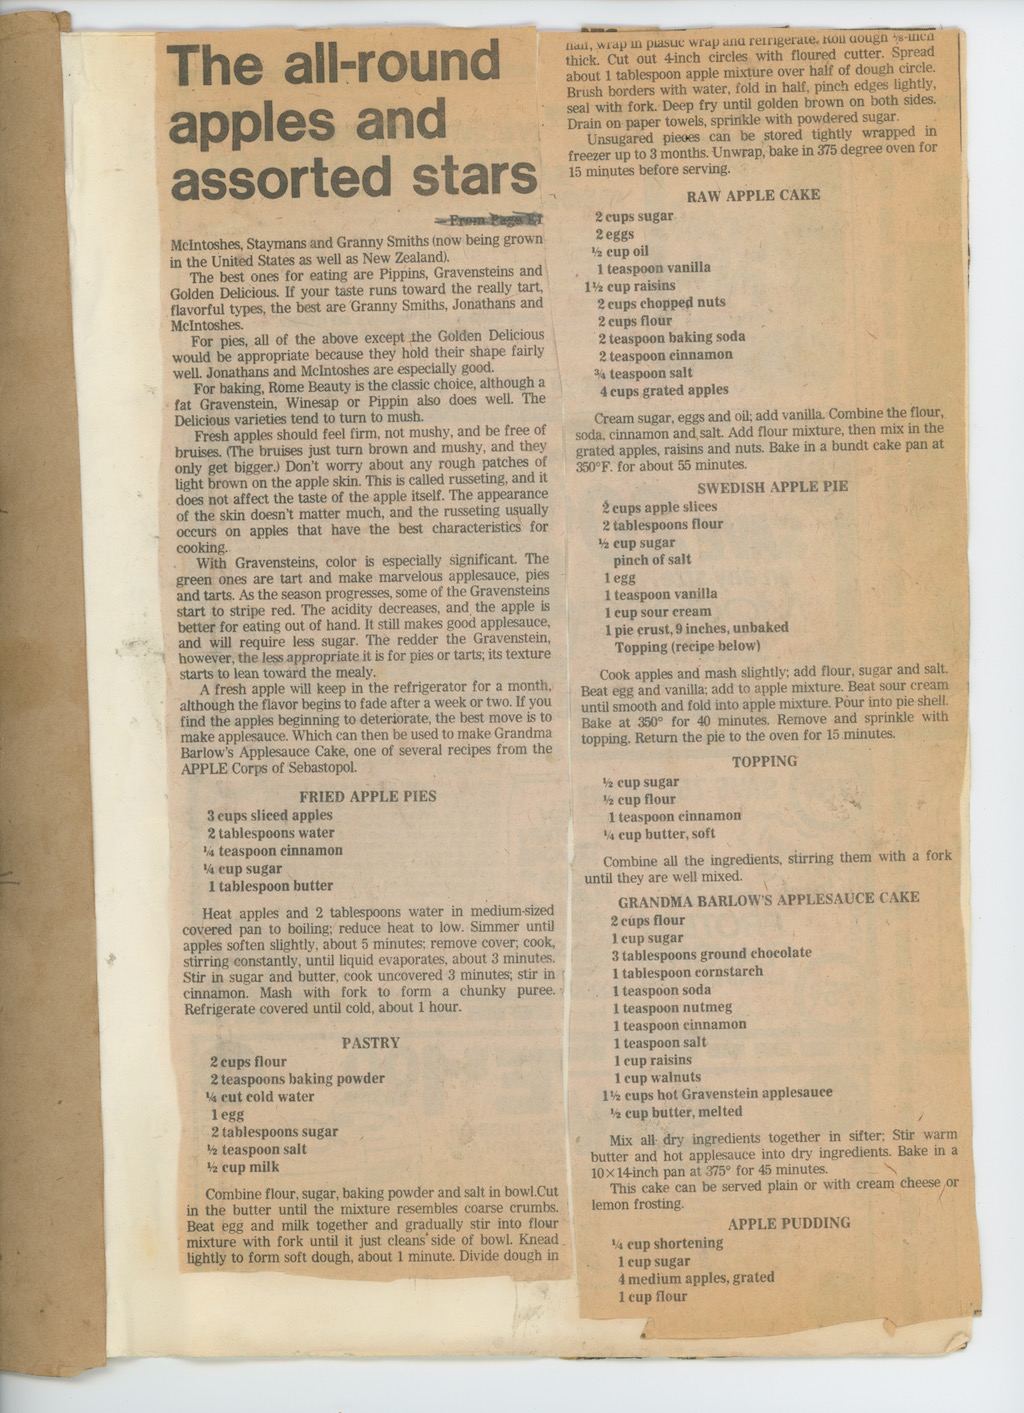 The all-round
apples and
assorted stars
From Page E1
McIntoshes, Staymans and Granny Smiths (now being grown
in the United States as well as New Zealand).
The best ones for eating are Pippins, Gravensteins and
Golden Delicious. If your taste runs toward the really tart,
flavorful types, the best are Granny Smiths, Jonathans and
McIntoshes.
For pies, all of the above except the Golden Delicious
would be appropriate because they hold their shape fairly
well. Jonathans and McIntoshes are especially good.
For baking, Rome Beauty is the classic choice, although a
fat Gravenstein, Winesap or Pippin also does well. The
Delicious varieties tend to turn to mush.
Fresh apples should feel firm, not mushy, and be free of
bruises. (The bruises just turn brown and mushy, and they
only get bigger.) Don't worry about any rough patches of
light brown on the apple skin. This is called russeting, and it
does not affect the taste of the apple itself. The appearance
of the skin doesn't matter much, and the russeting usually
occurs on apples that have the best characteristics for
cooking.
With Gravensteins, color is especially significant. The
green ones are tart and make marvelous applesauce, pies
and tarts. As the season progresses, some of the Gravensteins
start to stripe red. The acidity decreases, and the apple is
better for eating out of hand. It still makes good applesauce,
and will require less sugar. The redder the Gravenstein,
however, the less appropriate it is for pies or tarts; its texture
starts to lean toward the mealy.
A fresh apple will keep in the refrigerator for a month,
although the flavor begins to fade after a week or two. If you
find the apples beginning to deteriorate, the best move is to
make applesauce. Which can then be used to make Grandma
Barlow's Applesauce Cake, one of several recipes from the
APPLE Corps of Sebastopol.
FRIED APPLE PIES
3 cups sliced apples
2 tablespoons water
¼ teaspoon cinnamon
¼ cup sugar
1 tablespoon butter
Heat apples and 2 tablespoons water in medium-sized
covered pan to boiling; reduce heat to low. Simmer until
apples soften slightly, about 5 minutes; remove cover; cook,
stirring constantly, until liquid evaporates, about 3 minutes.
Stir in sugar and butter, cook uncovered 3 minutes; stir in
cinnamon. Mash with fork to form a chunky puree.
Refrigerate covered until cold, about 1 hour.
PASTRY
2 cups flour
2 teaspoons baking powder
¼ cut cold water
1 egg
2 tablespoons sugar
½ teaspoon salt
½ cup milk
Combine flour, sugar, baking powder and salt in bowl.Cut
in the butter until the mixture resembles coarse crumbs.
Beat egg and milk together and gradually stir into flour
mixture with fork until it just cleans side of bowl. Knead
lightly to form soft dough, about 1 minute. Divide dough in
half, wrap in plastic wrap and refrigerate. Roll dough ⅛-inch
thick. Cut out 4-inch circles with floured cutter. Spread
about 1 tablespoon apple mixture over half of dough circle.
Brush borders with water, fold in half, pinch edges lightly,
seal with fork. Deep fry until golden brown on both sides.
Drain on paper towels, sprinkle with powdered sugar.
Unsugared pieces can be stored tightly wrapped in
freezer up to 3 months. Unwrap, bake in 375 degree oven for
15 minutes before serving.
RAW APPLE CAKE
2 cups sugar
2 eggs
½ cup oil
1 teaspoon vanilla
1½ cup raisins
2 cups chopped nuts
2 cups flour
2 teaspoon baking soda
2 teaspoon cinnamon
¾ teaspoon salt
4 cups grated apples
Cream sugar, eggs and oil; add vanilla. Combine the flour,
soda, cinnamon and salt. Add flour mixture, then mix in the
grated apples, raisins and nuts. Bake in a bundt cake pan at
350°F. for about 55 minutes.
SWEDISH APPLE PIE
2 cups apple slices
2 tablespoons flour
½ cup sugar
pinch of salt
1 egg
1 teaspoon vanilla
1 cup sour cream
1 pie crust, 9 inches, unbaked
Topping (recipe below)
Cook apples and mash slightly; add flour, sugar and salt.
Beat egg and vanilla; add to apple mixture. Beat sour cream
until smooth and fold into apple mixture. Pour into pie shell.
Bake at 350° for 40 minutes. Remove and sprinkle with
topping. Return the pie to the oven for 15 minutes.
TOPPING
½ cup sugar
½ cup flour
1 teaspoon cinnamon
¼ cup butter, soft
Combine all the ingredients, stirring them with a fork
until they are well mixed.
GRANDMA BARLOW'S APPLESAUCE CAKE
2 cups flour
1 cup sugar
3 tablespoons ground chocolate
1 tablespoon cornstarch
1 teaspoon soda
1 teaspoon nutmeg
1 teaspoon cinnamon
1 teaspoon salt
1 cup raisins
1 cup walnuts
1½ cups hot Gravenstein applesauce
½ cup butter, melted
Mix all dry ingredients together in sifter; Stir warm
butter and hot applesauce into dry ingredients. Bake in a
10×14-inch pan at 375° for 45 minutes.
This cake can be served plain or with cream cheese or
lemon frosting.
APPLE PUDDING
¼ cup shortening
1 cup sugar
4 medium apples, grated
1 cup flour